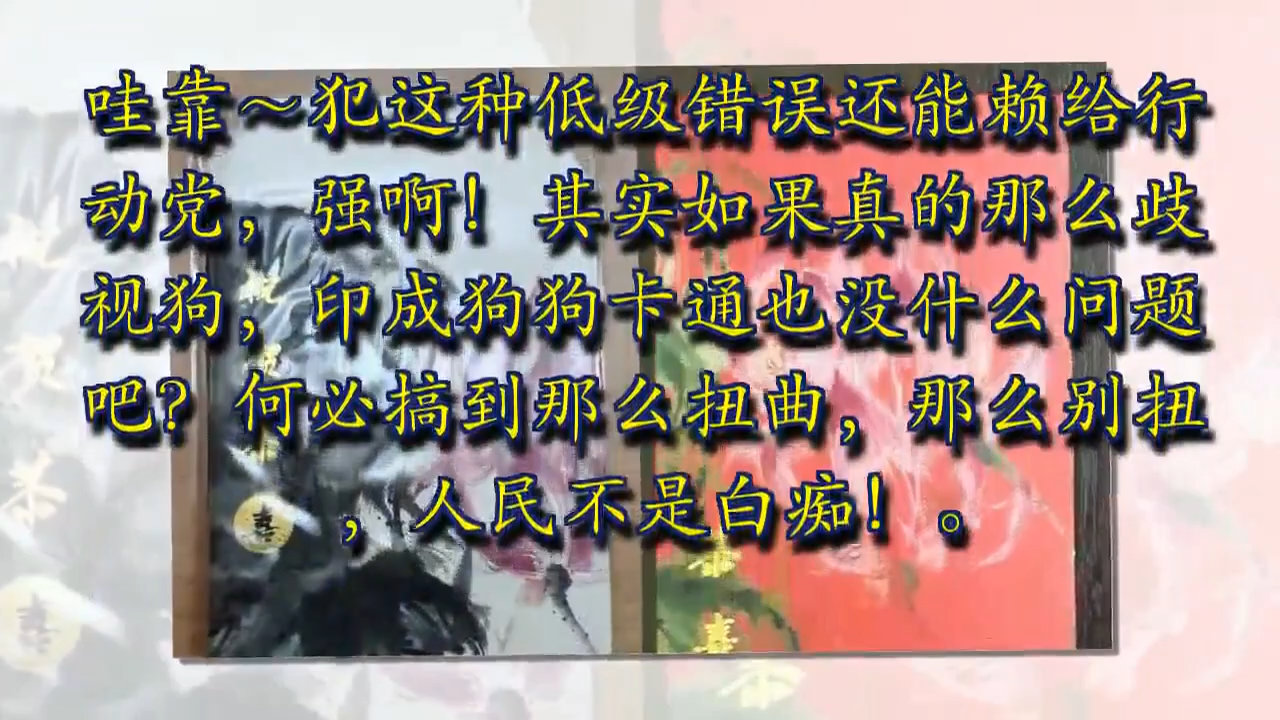 哇靠~犯这种低级错误还能赖给行
动党，强啊！其实如果真的那么歧
视狗，印成狗狗卡通也没什么问题
吧？何必搞到那么扭曲，那么别扭
，人民不是白痴！。
恭
喜